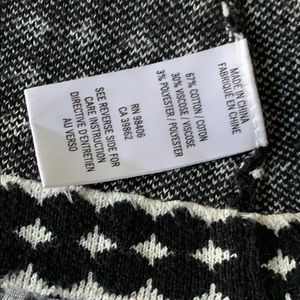 MADE IN CHINA
FABRIQUÉ EN CHINE
67% COTTON / COTON
30% VISCOSE / VISCOSE
3% POLYESTER / POLYESTER
RN 98406
CA 39862
SEE REVERSE SIDE FOR
CARE INSTRUCTION
DIRECTIVE D'ENTRETIEN
AU VERSO